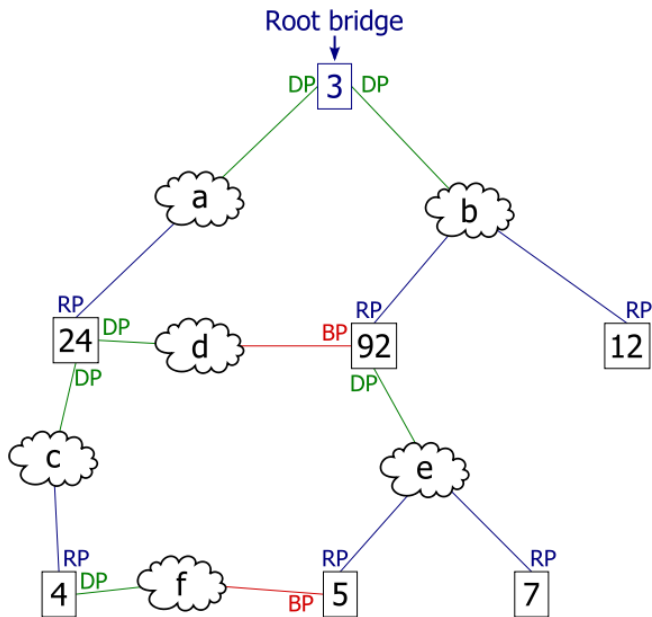 Root bridge
DP 3 DP
a
b
RP
RP
RP
24 DP
d
BP 92
12
DP
DP
c
e
RP
RP
RP
4 DP
f
BP 5
7